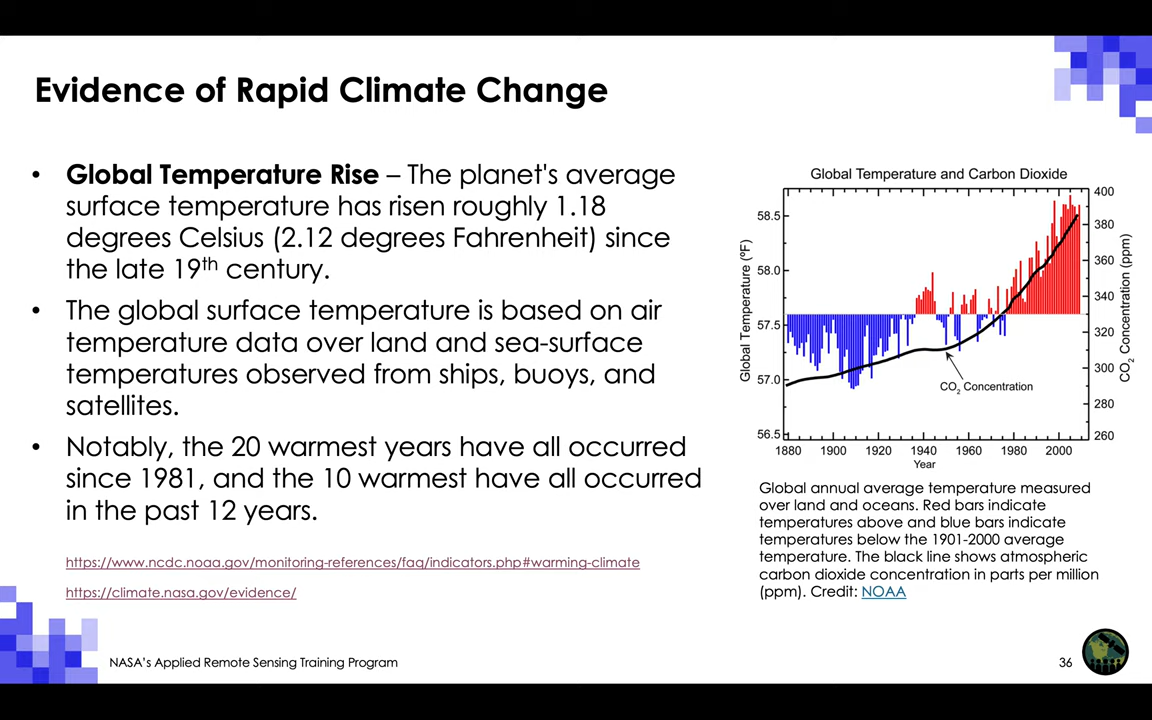 Evidence of Rapid Climate Change
• Global Temperature Rise – The planet's average
surface temperature has risen roughly 1.18
degrees Celsius (2.12 degrees Fahrenheit) since
the late 19th century.
• The global surface temperature is based on air
temperature data over land and sea-surface
temperatures observed from ships, buoys, and
satellites.
• Notably, the 20 warmest years have all occurred
since 1981, and the 10 warmest have all occurred
in the past 12 years.
https://www.ncdc.noaa.gov/monitoring-references/faq/indicators.php#warming-climate
https://climate.nasa.gov/evidence/
Global Temperature and Carbon Dioxide
Global Temperature (°F)
58.5
58.0
57.5
57.0
56.5
400
380
360
340
320
300
280
260
CO2 Concentration (ppm)
CO2 Concentration
1880 1900 1920 1940 1960 1980 2000
Year
Global annual average temperature measured
over land and oceans. Red bars indicate
temperatures above and blue bars indicate
temperatures below the 1901-2000 average
temperature. The black line shows atmospheric
carbon dioxide concentration in parts per million
(ppm). Credit: NOAA
NASA's Applied Remote Sensing Training Program
36